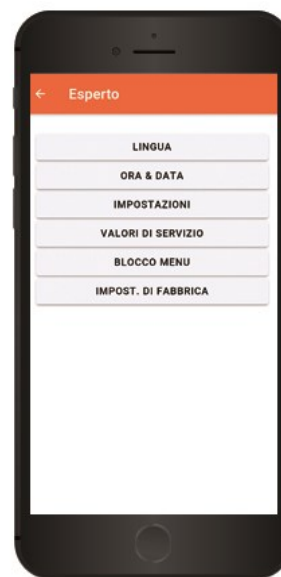 Esperto
LINGUA
ORA & DATA
IMPOSTAZIONI
VALORI DI SERVIZIO
BLOCCO MENU
IMPOST. DI FABBRICA